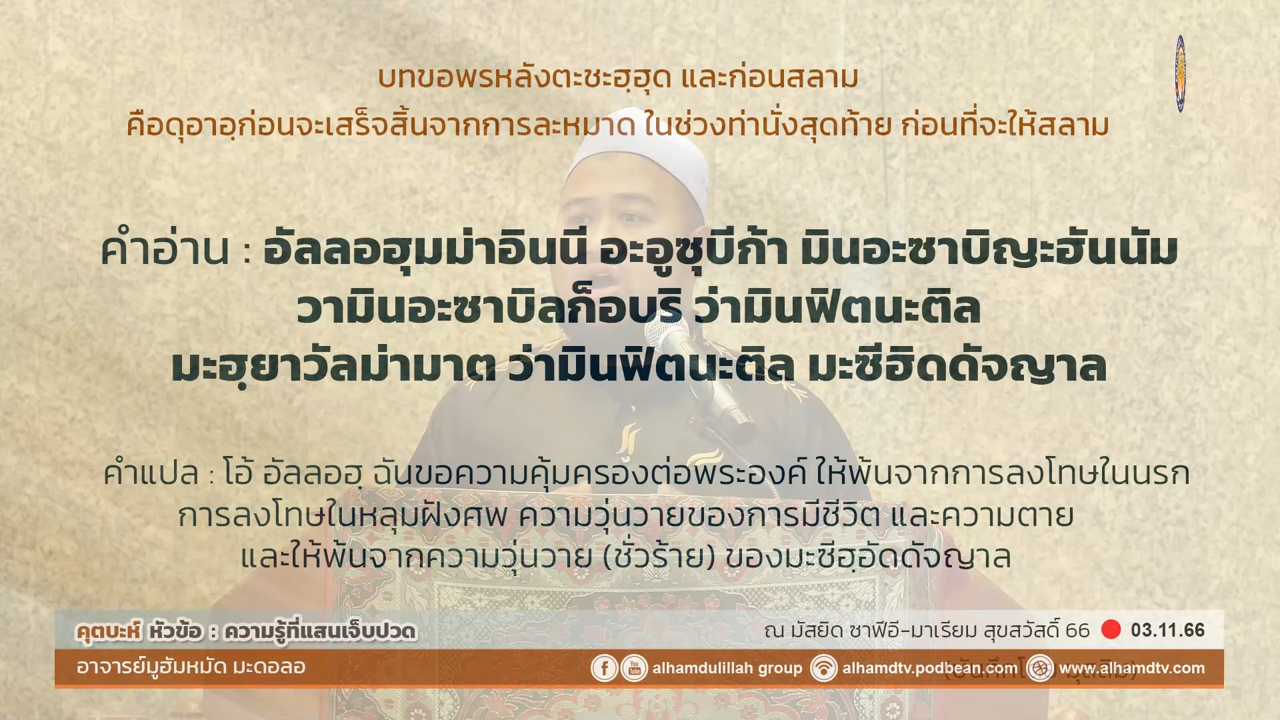 บทขอพรหลังตะชะฮฺฮุด และก่อนสลาม
คือดุอาอฺก่อนจะเสร็จสิ้นจากการละหมาด ในช่วงท่านั่งสุดท้าย ก่อนที่จะให้สลาม
คำอ่าน : อัลลอฮุมม่าอินนี อะอูซุบีก้า มินอะซาบิญะฮันนัม
วามินอะซาบิลก็อบริ ว่ามินฟิตนะติล
มะฮฺยาวัลม่ามาต ว่ามินฟิตนะติล มะซีฮิดดัจญาล
คำแปล : โอ้ อัลลอฮฺ ฉันขอความคุ้มครองต่อพระองค์ ให้พ้นจากการลงโทษในนรก
การลงโทษในหลุมฝังศพ ความวุ่นวายของการมีชีวิต และความตาย
และให้พ้นจากความวุ่นวาย (ชั่วร้าย) ของมะซีฮฺอัดดัจญาล
คุตบะห์ หัวข้อ : ความรู้ที่แสนเจ็บปวด
ณ มัสยิด ซาฟีอี-มาเรียม สุขสวัสดิ์ 66 03.11.66
อาจารย์มูฮัมหมัด มะดอลอ
alhamdulillah group alhamdtv.podbean.com www.alhamdtv.com